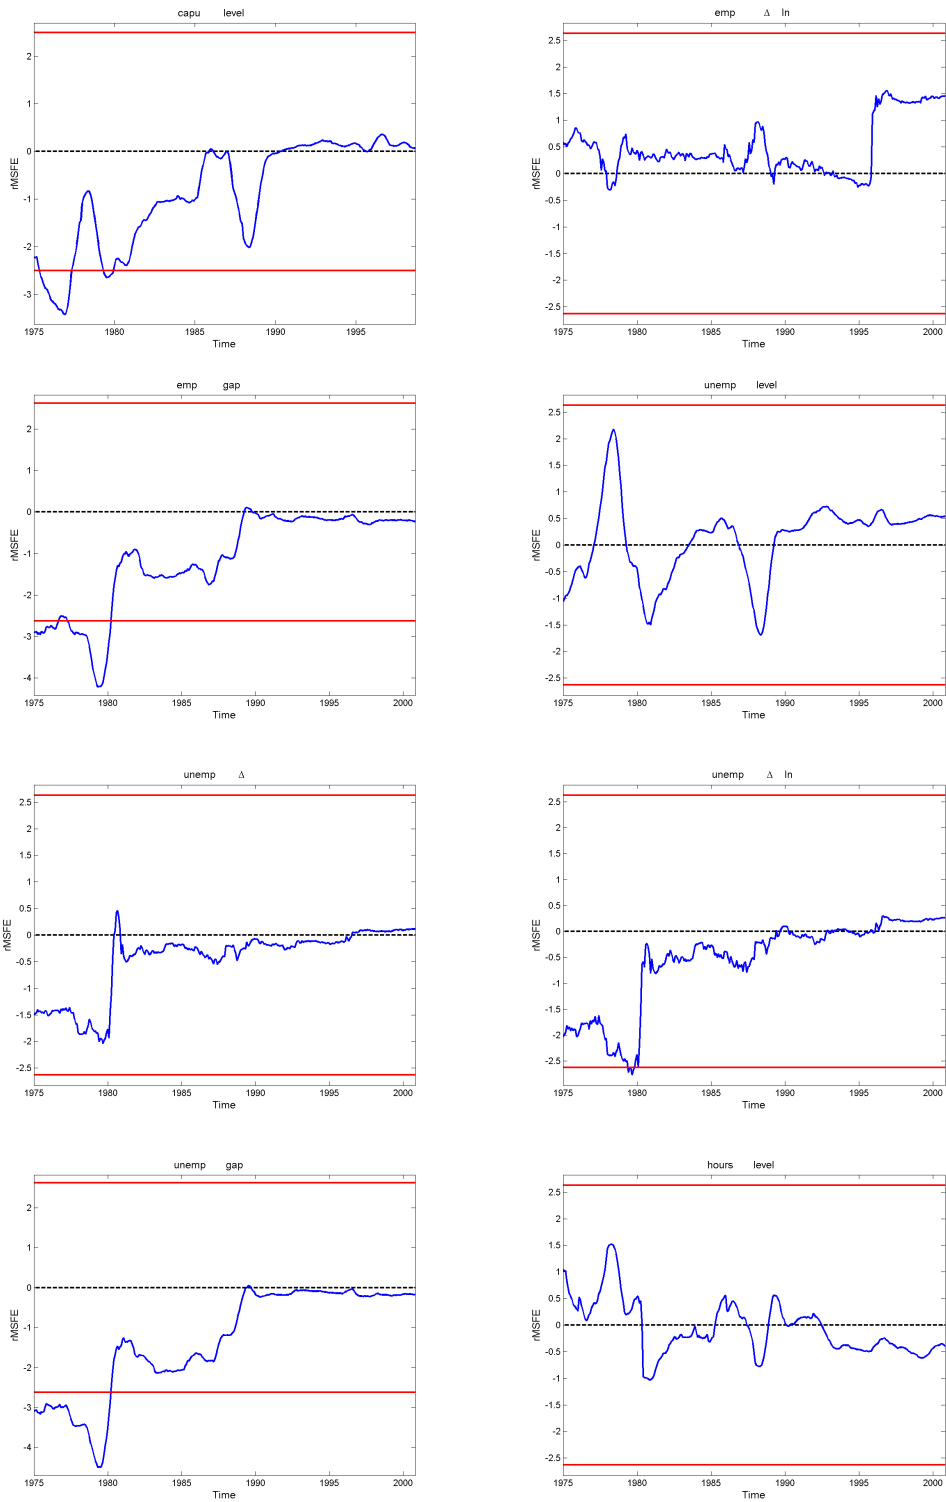 capu level
2
1
0
-1
-2
-3
rMSFE
1975 1980 1985 1990 1995
Time
emp Δ ln
2.5
2
1.5
1
0.5
0
-0.5
-1
-1.5
-2
-2.5
rMSFE
1975 1980 1985 1990 1995 2000
Time
emp gap
2
1
0
-1
-2
-3
-4
rMSFE
1975 1980 1985 1990 1995 2000
Time
unemp level
2.5
2
1.5
1
0.5
0
-0.5
-1
-1.5
-2
-2.5
rMSFE
1975 1980 1985 1990 1995 2000
Time
unemp Δ
2.5
2
1.5
1
0.5
0
-0.5
-1
-1.5
-2
-2.5
rMSFE
1975 1980 1985 1990 1995 2000
Time
unemp Δ ln
2.5
2
1.5
1
0.5
0
-0.5
-1
-1.5
-2
-2.5
rMSFE
1975 1980 1985 1990 1995 2000
Time
unemp gap
2
1
0
-1
-2
-3
-4
rMSFE
1975 1980 1985 1990 1995 2000
Time
hours level
2.5
2
1.5
1
0.5
0
-0.5
-1
-1.5
-2
-2.5
rMSFE
1975 1980 1985 1990 1995 2000
Time